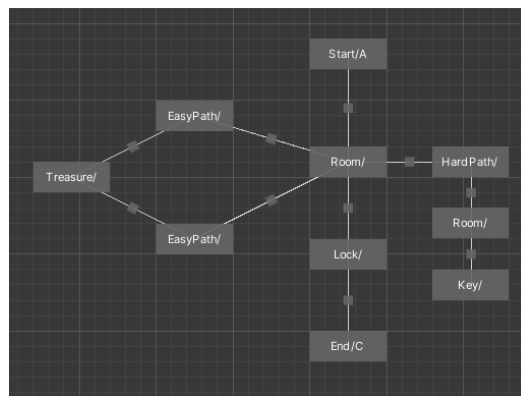 Start/A
EasyPath/
Room/
HardPath/
Treasure/
Room/
EasyPath/
Lock/
Key/
End/C